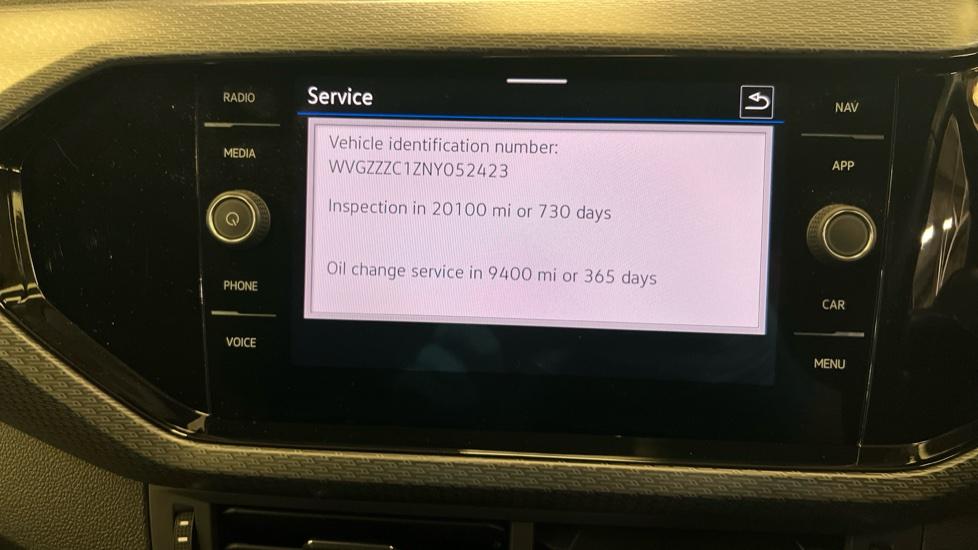 RADIO
MEDIA
PHONE
VOICE
Service
Vehicle identification number:
WVGZZZC1ZNY052423
Inspection in 20100 mi or 730 days
Oil change service in 9400 mi or 365 days
NAV
APP
CAR
MENU